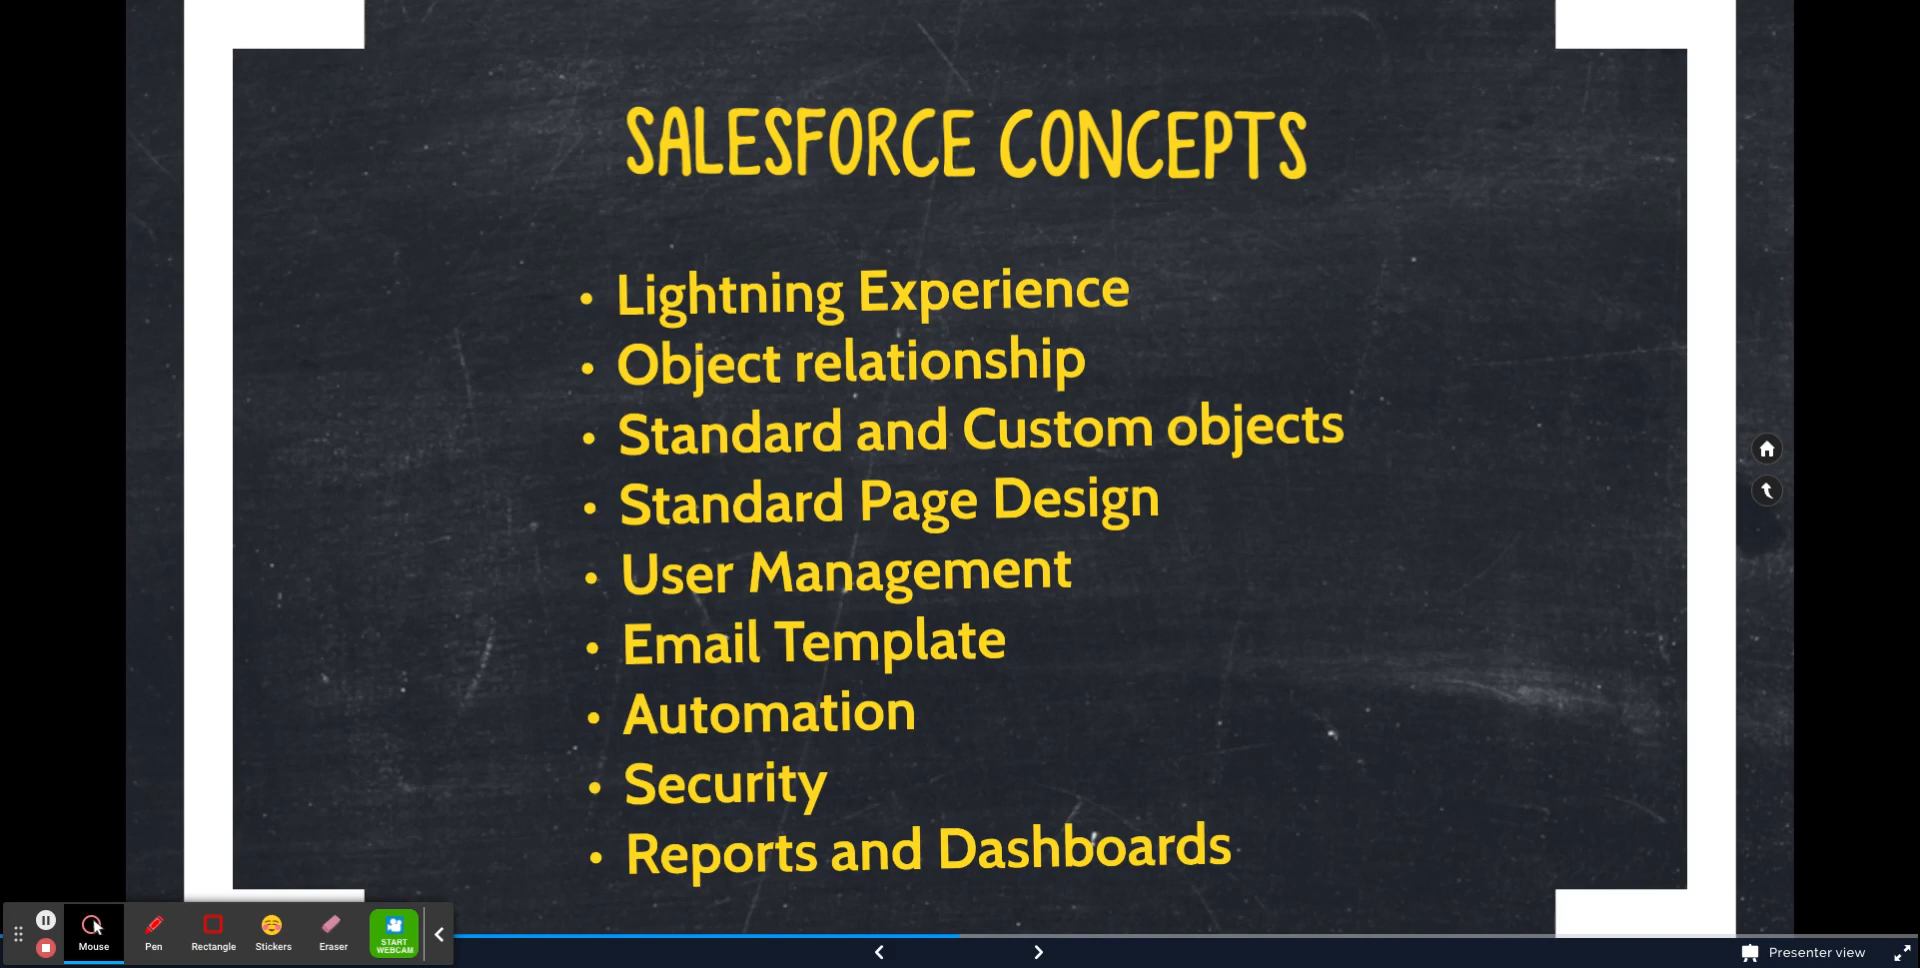 SALESFORCE CONCEPTS
• Lightning Experience
• Object relationship
• Standard and Custom objects
• Standard Page Design
• User Management
• Email Template
• Automation
• Security
• Reports and Dashboards
Mouse
Pen
Rectangle
Stickers
Eraser
START
WEBCAM
Presenter view